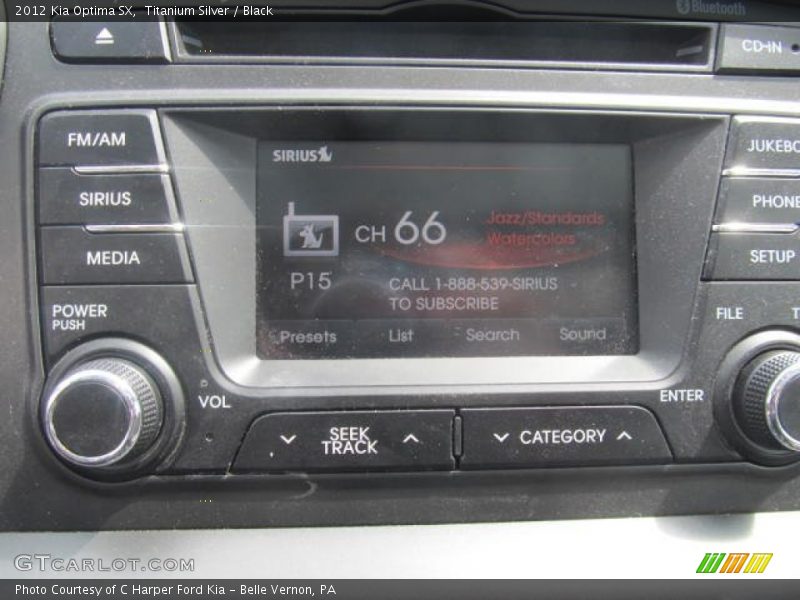 2012 Kia Optima SX, Titanium Silver / Black
Bluetooth
CD-IN
FM/AM
SIRIUS
JUKEBO
SIRIUS
PHONE
CH 66
Jazz/Standards
Watercolors
MEDIA
SETUP
P15
CALL 1-888-539-SIRIUS
TO SUBSCRIBE
POWER
PUSH
FILE
T
Presets List Search Sound
VOL
ENTER
SEEK
TRACK
CATEGORY
GTCARLOT.COM
Photo Courtesy of C Harper Ford Kia - Belle Vernon, PA